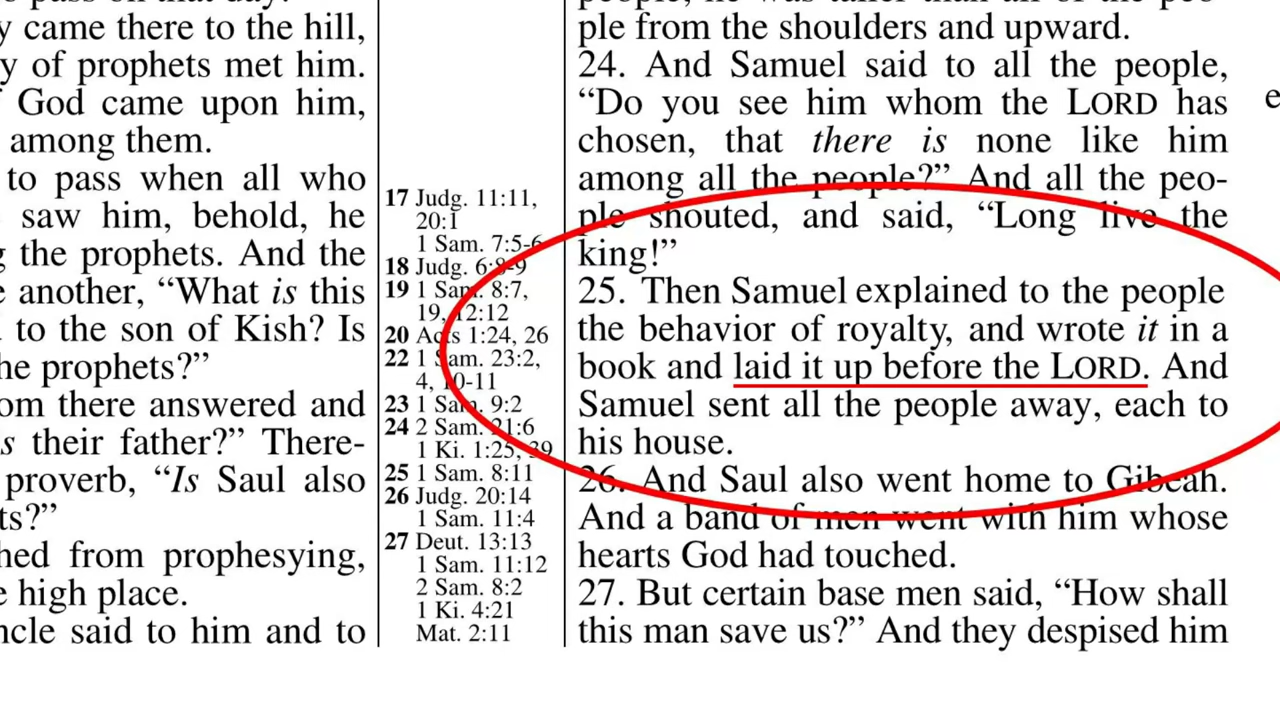 y came there to the hill,
y of prophets met him.
God came upon him,
among them.
to pass when all who
saw him, behold, he
the prophets. And the
another, “What is this
to the son of Kish? Is
he prophets?”
om there answered and
s their father?” There-
proverb, “Is Saul also
ts?”
hed from prophesying,
high place.
ncle said to him and to
17 Judg. 11:11,
20:1
1 Sam. 7:5-6
18 Judg. 6:8-9
19 1 Sam. 8:7,
19, 12:12
20 Acts 1:24, 26
22 1 Sam. 23:2,
4, 10-11
23 1 Sam. 9:2
24 2 Sam. 21:6
1 Ki. 1:25, 39
25 1 Sam. 8:11
26 Judg. 20:14
1 Sam. 11:4
27 Deut. 13:13
1 Sam. 11:12
2 Sam. 8:2
1 Ki. 4:21
Mat. 2:11
people, he was taller than all of the peo-
ple from the shoulders and upward.
24. And Samuel said to all the people,
“Do you see him whom the LORD has
chosen, that there is none like him
among all the people?” And all the peo-
ple shouted, and said, “Long live the
king!”
25. Then Samuel explained to the people
the behavior of royalty, and wrote it in a
book and laid it up before the LORD. And
Samuel sent all the people away, each to
his house.
26. And Saul also went home to Gibeah.
And a band of men went with him whose
hearts God had touched.
27. But certain base men said, “How shall
this man save us?” And they despised him